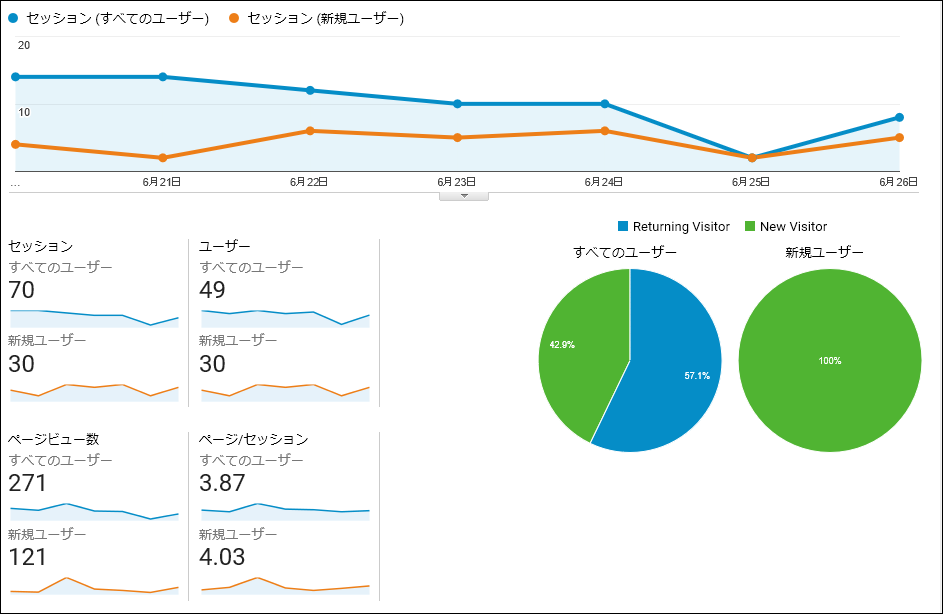 セッション (すべてのユーザー) セッション (新規ユーザー)
20
10
... 6月21日 6月22日 6月23日 6月24日 6月25日 6月26日
セッション
すべてのユーザー
70
新規ユーザー
30
ユーザー
すべてのユーザー
49
新規ユーザー
30
ページビュー数
すべてのユーザー
271
新規ユーザー
121
ページ/セッション
すべてのユーザー
3.87
新規ユーザー
4.03
Returning Visitor New Visitor
すべてのユーザー
42.9%
57.1%
新規ユーザー
100%